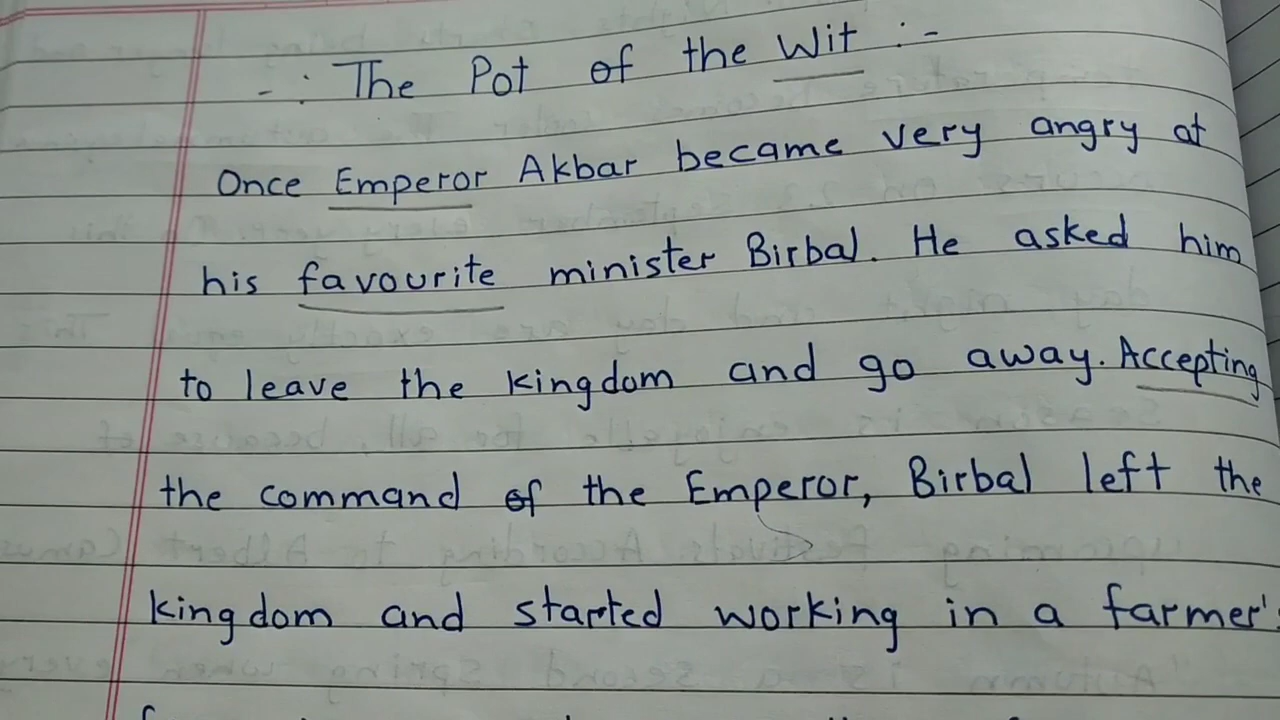 -: The Pot of the Wit :-
Once Emperor Akbar became very angry at
his favourite minister Birbal. He asked him
to leave the kingdom and go away. Accepting
the command of the Emperor, Birbal left the
kingdom and started working in a farmer's